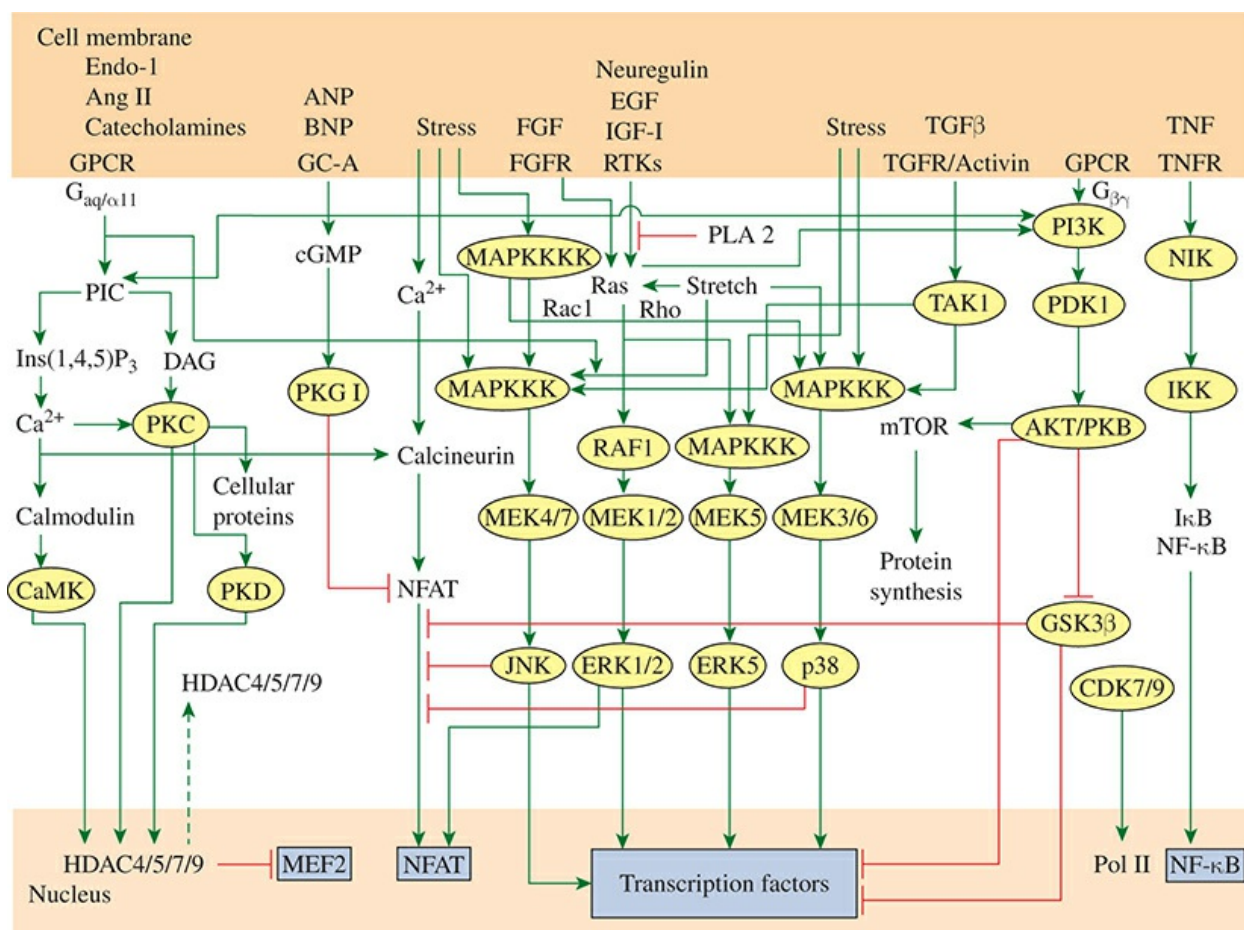 Cell membrane
Endo-1
Ang II
Catecholamines
GPCR
G_{aq/α11}
ANP
BNP
GC-A
Stress
FGF
FGFR
Neuregulin
EGF
IGF-I
RTKs
Stress
TGFβ
TGFR/Activin
GPCR
G_{βγ}
TNF
TNFR
cGMP
MAPKKKK
PLA 2
PI3K
NIK
PIC
Ca²⁺
Ras
Stretch
Rac1
Rho
TAK1
PDK1
Ins(1,4,5)P₃
DAG
PKG I
MAPKKK
MAPKKK
IKK
Ca²⁺
PKC
mTOR
AKT/PKB
Calcineurin
RAF1
MAPKKK
Cellular
proteins
Calmodulin
MEK4/7
MEK1/2
MEK5
MEK3/6
IκB
NF-κB
Protein
synthesis
CaMK
PKD
NFAT
GSK3β
JNK
ERK1/2
ERK5
p38
HDAC4/5/7/9
CDK7/9
HDAC4/5/7/9
MEF2
NFAT
Transcription factors
Pol II
NF-κB
Nucleus